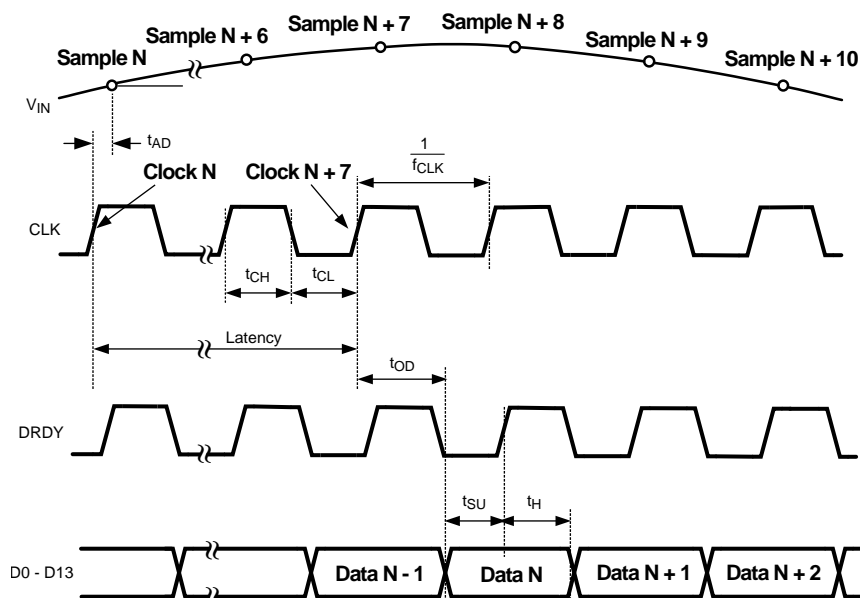 Sample N
Sample N + 6
Sample N + 7
Sample N + 8
Sample N + 9
Sample N + 10
VIN
tAD
Clock N
Clock N + 7
1
fCLK
CLK
tCH
tCL
Latency
tOD
DRDY
tSU
tH
D0 - D13
Data N - 1
Data N
Data N + 1
Data N + 2